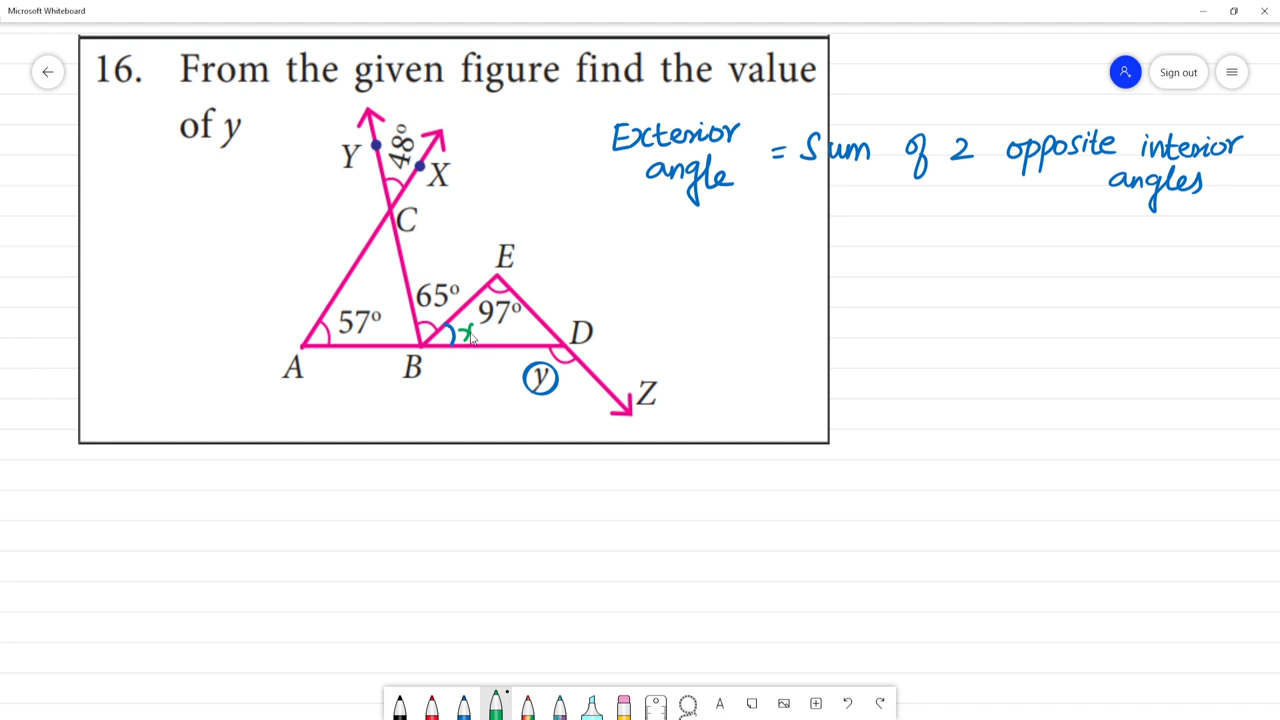 Microsoft Whiteboard
Sign out
16. From the given figure find the value
of y
Exterior angle = Sum of 2 opposite interior angles
Y
48°
X
C
E
65°
97°
57°
x
D
A
B
y
Z
A